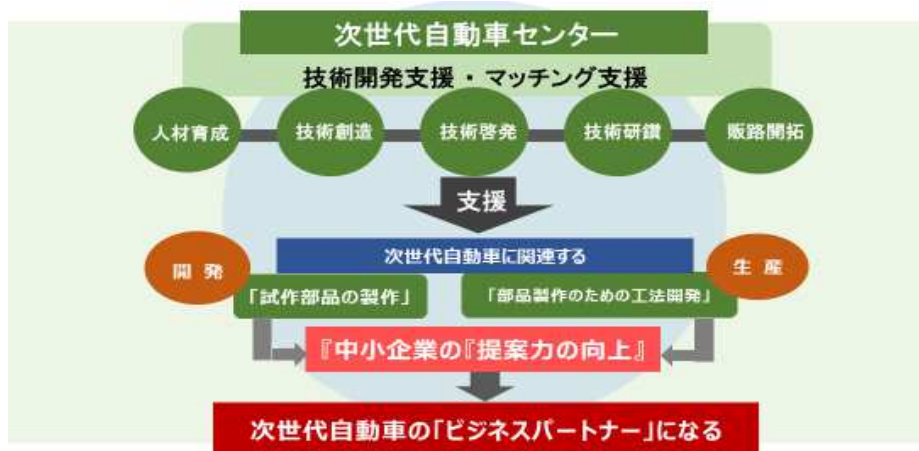 次世代自動車センター
技術開発支援・マッチング支援
人材育成
技術創造
技術啓発
技術研鑽
販路開拓
支援
次世代自動車に関連する
開発
生産
「試作部品の製作」
「部品製作のための工法開発」
『中小企業の『提案力の向上』
次世代自動車の「ビジネスパートナー」になる